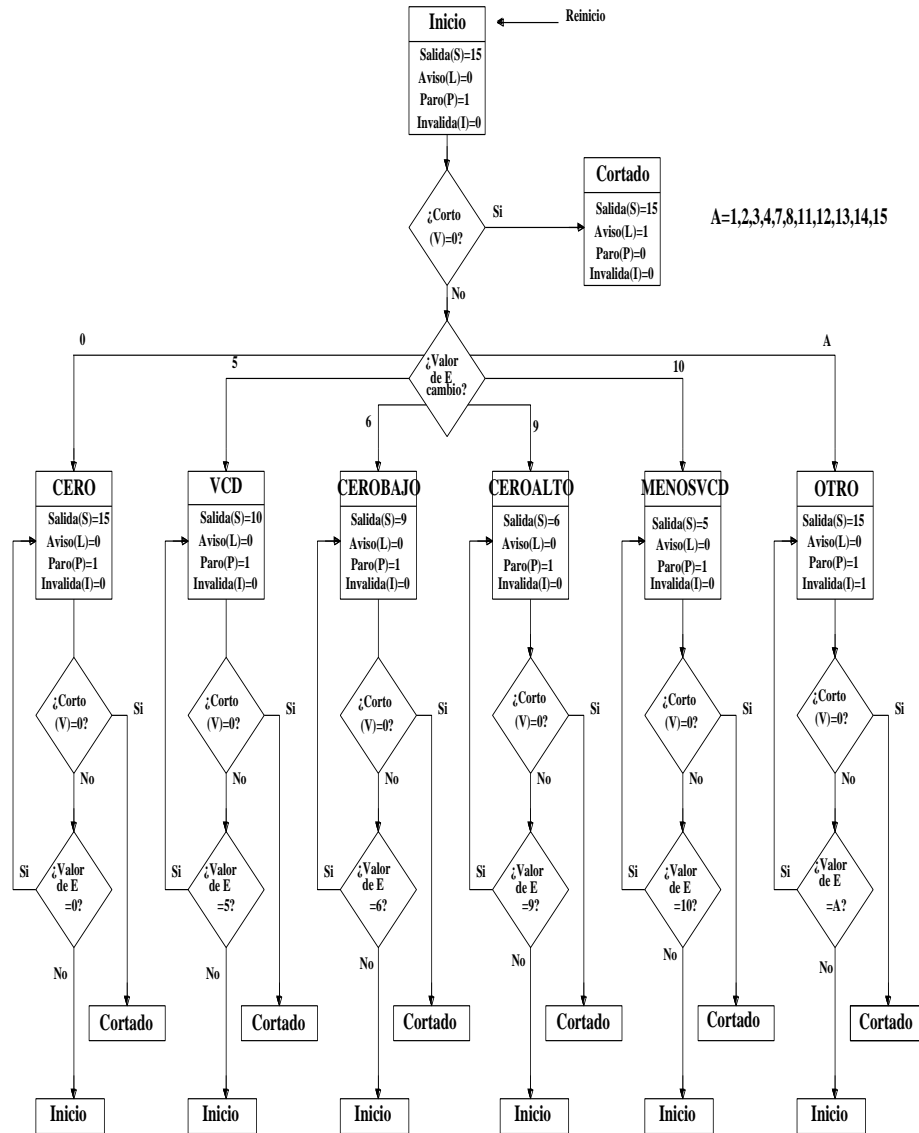 Inicio
Reinicio
Salida(S)=15
Aviso(L)=0
Paro(P)=1
Invalida(I)=0
¿Corto
(V)=0?
Si
No
Cortado
Salida(S)=15
Aviso(L)=1
Paro(P)=0
Invalida(I)=0
A=1,2,3,4,7,8,11,12,13,14,15
¿Valor
de E
cambio?
0
5
6
9
10
A
CERO
Salida(S)=15
Aviso(L)=0
Paro(P)=1
Invalida(I)=0
¿Corto
(V)=0?
Si
No
¿Valor
de E
=0?
Si
No
Cortado
Inicio
VCD
Salida(S)=10
Aviso(L)=0
Paro(P)=1
Invalida(I)=0
¿Corto
(V)=0?
Si
No
¿Valor
de E
=5?
Si
No
Cortado
Inicio
CEROBAJO
Salida(S)=9
Aviso(L)=0
Paro(P)=1
Invalida(I)=0
¿Corto
(V)=0?
Si
No
¿Valor
de E
=6?
Si
No
Cortado
Inicio
CEROALTO
Salida(S)=6
Aviso(L)=0
Paro(P)=1
Invalida(I)=0
¿Corto
(V)=0?
Si
No
¿Valor
de E
=9?
Si
No
Cortado
Inicio
MENOSVCD
Salida(S)=5
Aviso(L)=0
Paro(P)=1
Invalida(I)=0
¿Corto
(V)=0?
Si
No
¿Valor
de E
=10?
Si
No
Cortado
Inicio
OTRO
Salida(S)=15
Aviso(L)=0
Paro(P)=1
Invalida(I)=1
¿Corto
(V)=0?
Si
No
¿Valor
de E
=A?
Si
No
Cortado
Inicio